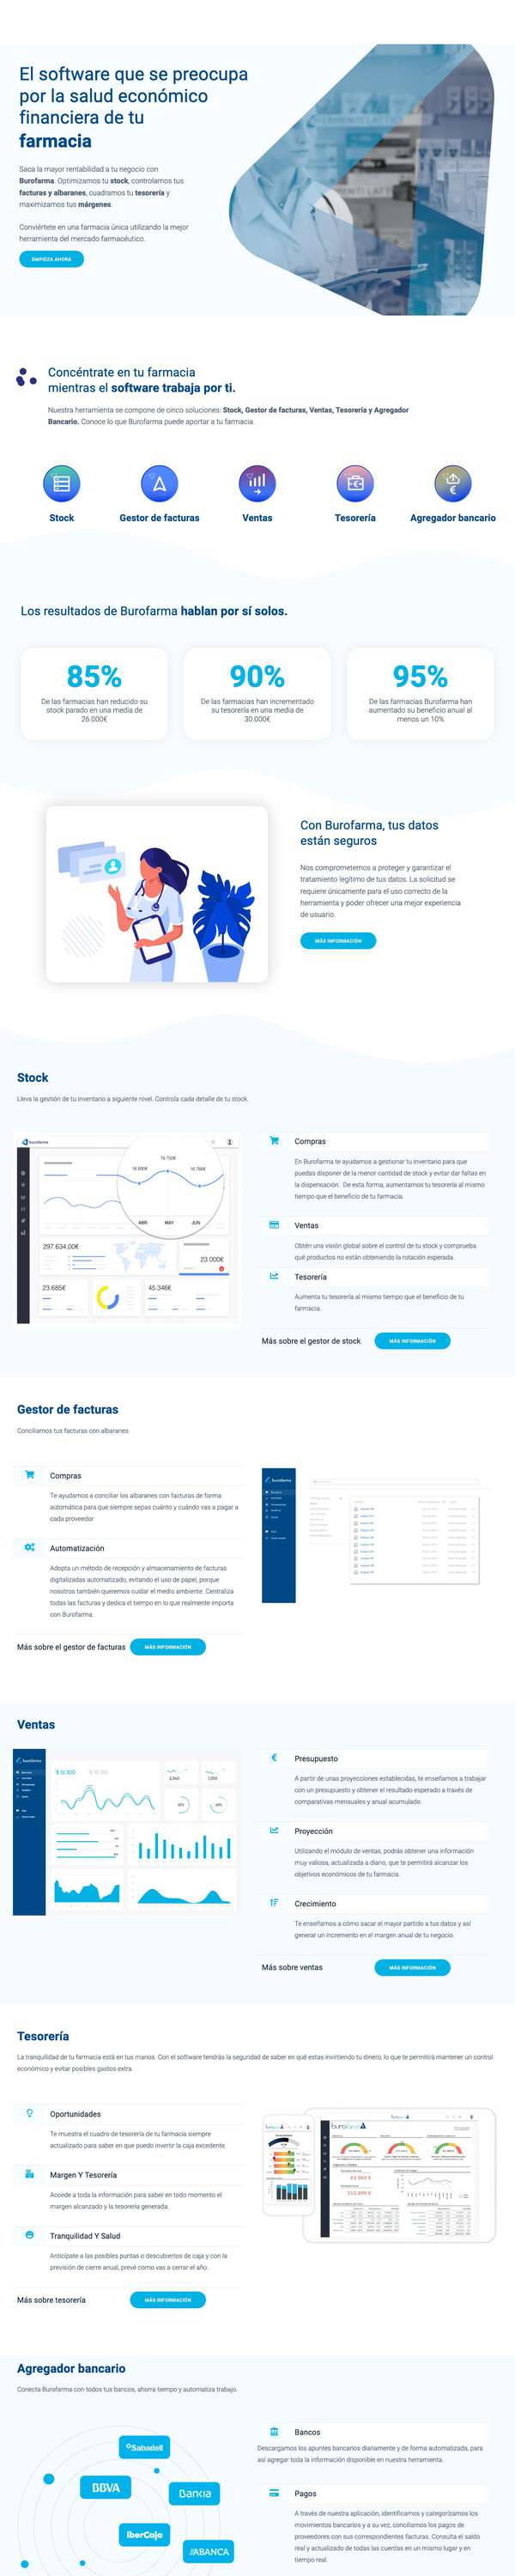 El software que se preocupa
por la salud económico
financiera de tu
farmacia
Saca la mayor rentabilidad a tu negocio con
Burofarma. Optimizamos tu stock, controlamos tus
facturas y albaranes, cuadramos tu tesorería y
maximizamos tus márgenes.
Conviértete en una farmacia única utilizando la mejor
herramienta del mercado farmacéutico.
EMPIEZA AHORA
Concéntrate en tu farmacia
mientras el software trabaja por ti.
Nuestra herramienta se compone de cinco soluciones: Stock, Gestor de facturas, Ventas, Tesorería y Agregador
Bancario. Conoce lo que Burofarma puede aportar a tu farmacia.
Stock
Gestor de facturas
Ventas
Tesorería
Agregador bancario
Los resultados de Burofarma hablan por sí solos.
85%
De las farmacias han reducido su
stock parado en una media de
26.000€
90%
De las farmacias han incrementado
su tesorería en una media de
30.000€
95%
De las farmacias Burofarma han
aumentado su beneficio anual al
menos un 10%
Con Burofarma, tus datos
están seguros
Nos comprometemos a proteger y garantizar el
tratamiento legítimo de tus datos. La solicitud se
requiere únicamente para el uso correcto de la
herramienta y poder ofrecer una mejor experiencia
de usuario.
MÁS INFORMACIÓN
Stock
Lleva la gestión de tu Inventario a siguiente nivel. Controla cada detalle de tu stock.
burofarma
ABR MAY JUN
297.634,00€
23.000€
23.685€
45.346€
Compras
En Burofarma te ayudamos a gestionar tu inventario para que
puedas disponer de la menor cantidad de stock y evitar dar faltas en
la dispensación. De esta forma, aumentamos tu tesorería al mismo
tiempo que el beneficio de tu farmacia.
Ventas
Obtén una visión global sobre el control de tu stock y comprueba
qué productos no están obteniendo la rotación esperada.
Tesorería
Aumenta tu tesorería al mismo tiempo que el beneficio de tu
farmacia.
Más sobre el gestor de stock
MÁS INFORMACIÓN
Gestor de facturas
Conciliamos tus facturas con albaranes
Compras
Te ayudamos a conciliar los albaranes con facturas de forma
automática para que siempre sepas cuánto y cuándo vas a pagar a
cada proveedor
Automatización
Adopta un método de recepción y almacenamiento de facturas
digitalizadas automatizado, evitando el uso de papel, porque
nosotros también queremos cuidar el medio ambiente. Centraliza
todas las facturas y dedica el tiempo en lo que realmente importa
con Burofarma.
Más sobre el gestor de facturas
MÁS INFORMACIÓN
burofarma
Ventas
burofarma
Presupuesto
A partir de unas proyecciones establecidas, te enseñamos a trabajar
con un presupuesto y obtener el resultado esperado a través de
comparativas mensuales y anual acumulado.
Proyección
Utilizando el módulo de ventas, podrás obtener una información
muy valiosa, actualizada a diario, que te permitirá alcanzar los
objetivos económicos de tu farmacia.
Crecimiento
Te enseñamos a cómo sacar el mayor partido a tus datos y así
generar un incremento en el margen anual de tu negocio.
Más sobre ventas
MÁS INFORMACIÓN
Tesorería
La tranquilidad de tu farmacia está en tus manos. Con el software tendrás la seguridad de saber en qué estas invirtiendo tu dinero, lo que te permitirá mantener un control
económico y evitar posibles gastos extra.
Oportunidades
Te muestra el cuadro de tesorería de tu farmacia siempre
actualizado para saber en que puedo invertir la caja excedente.
Margen Y Tesorería
Accede a toda la información para saber en todo momento el
margen alcanzado y la tesorería generada.
Tranquilidad Y Salud
Anticípate a las posibles puntas o descubiertos de caja y con la
previsión de cierre anual, prevé como vas a cerrar el año.
Más sobre tesorería
MÁS INFORMACIÓN
Agregador bancario
Conecta Burofarma con todos tus bancos, ahorra tiempo y automatiza trabajo.
Sabadell
BBVA
Bankia
iberCaja
ABANCA
Bancos
Descargamos los apuntes bancarios diariamente y de forma automatizada, para
así agregar toda la información disponible en nuestra herramienta.
Pagos
A través de nuestra aplicación, identificamos y categorizamos los
movimientos bancarios y a su vez, conciliamos los pagos de
proveedores con sus correspondientes facturas. Consulta el saldo
real y actualizado de todas las cuentas en un mismo lugar y en
tiempo real.